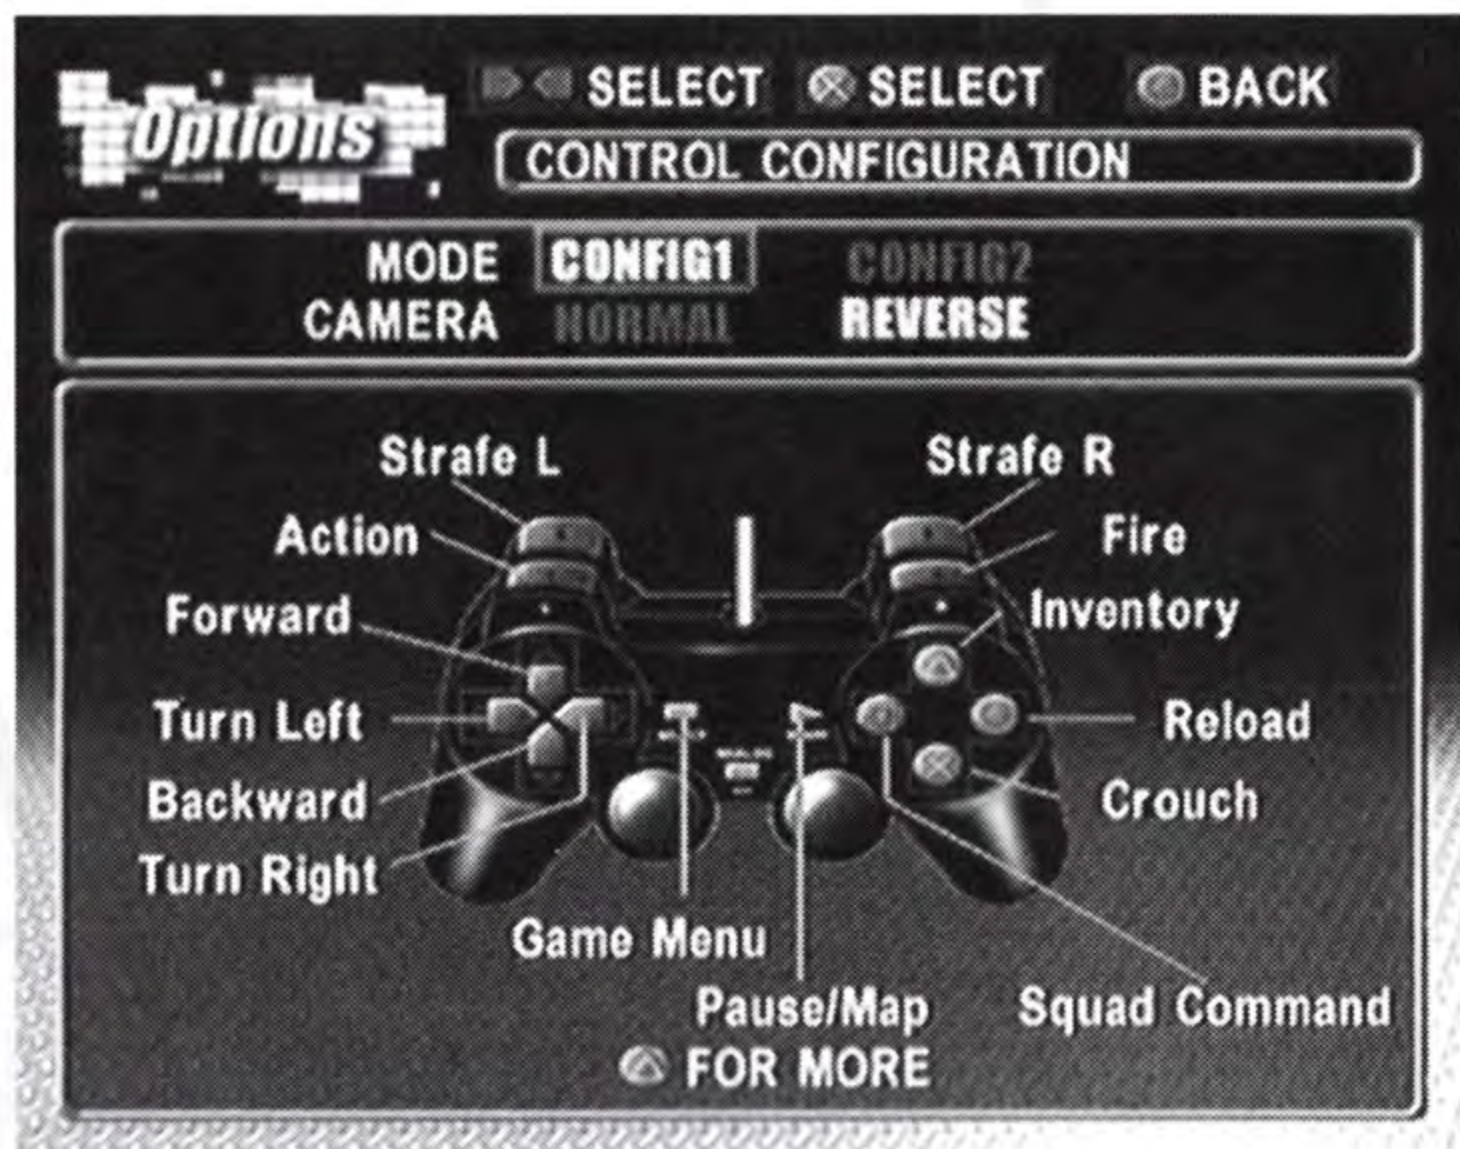 Options
SELECT SELECT BACK
CONTROL CONFIGURATION
MODE CONFIG1 CONFIG2
CAMERA NORMAL REVERSE
Strafe L Strafe R
Action Fire
Forward Inventory
Turn Left Reload
Backward Crouch
Turn Right
Game Menu
Pause/Map Squad Command
FOR MORE